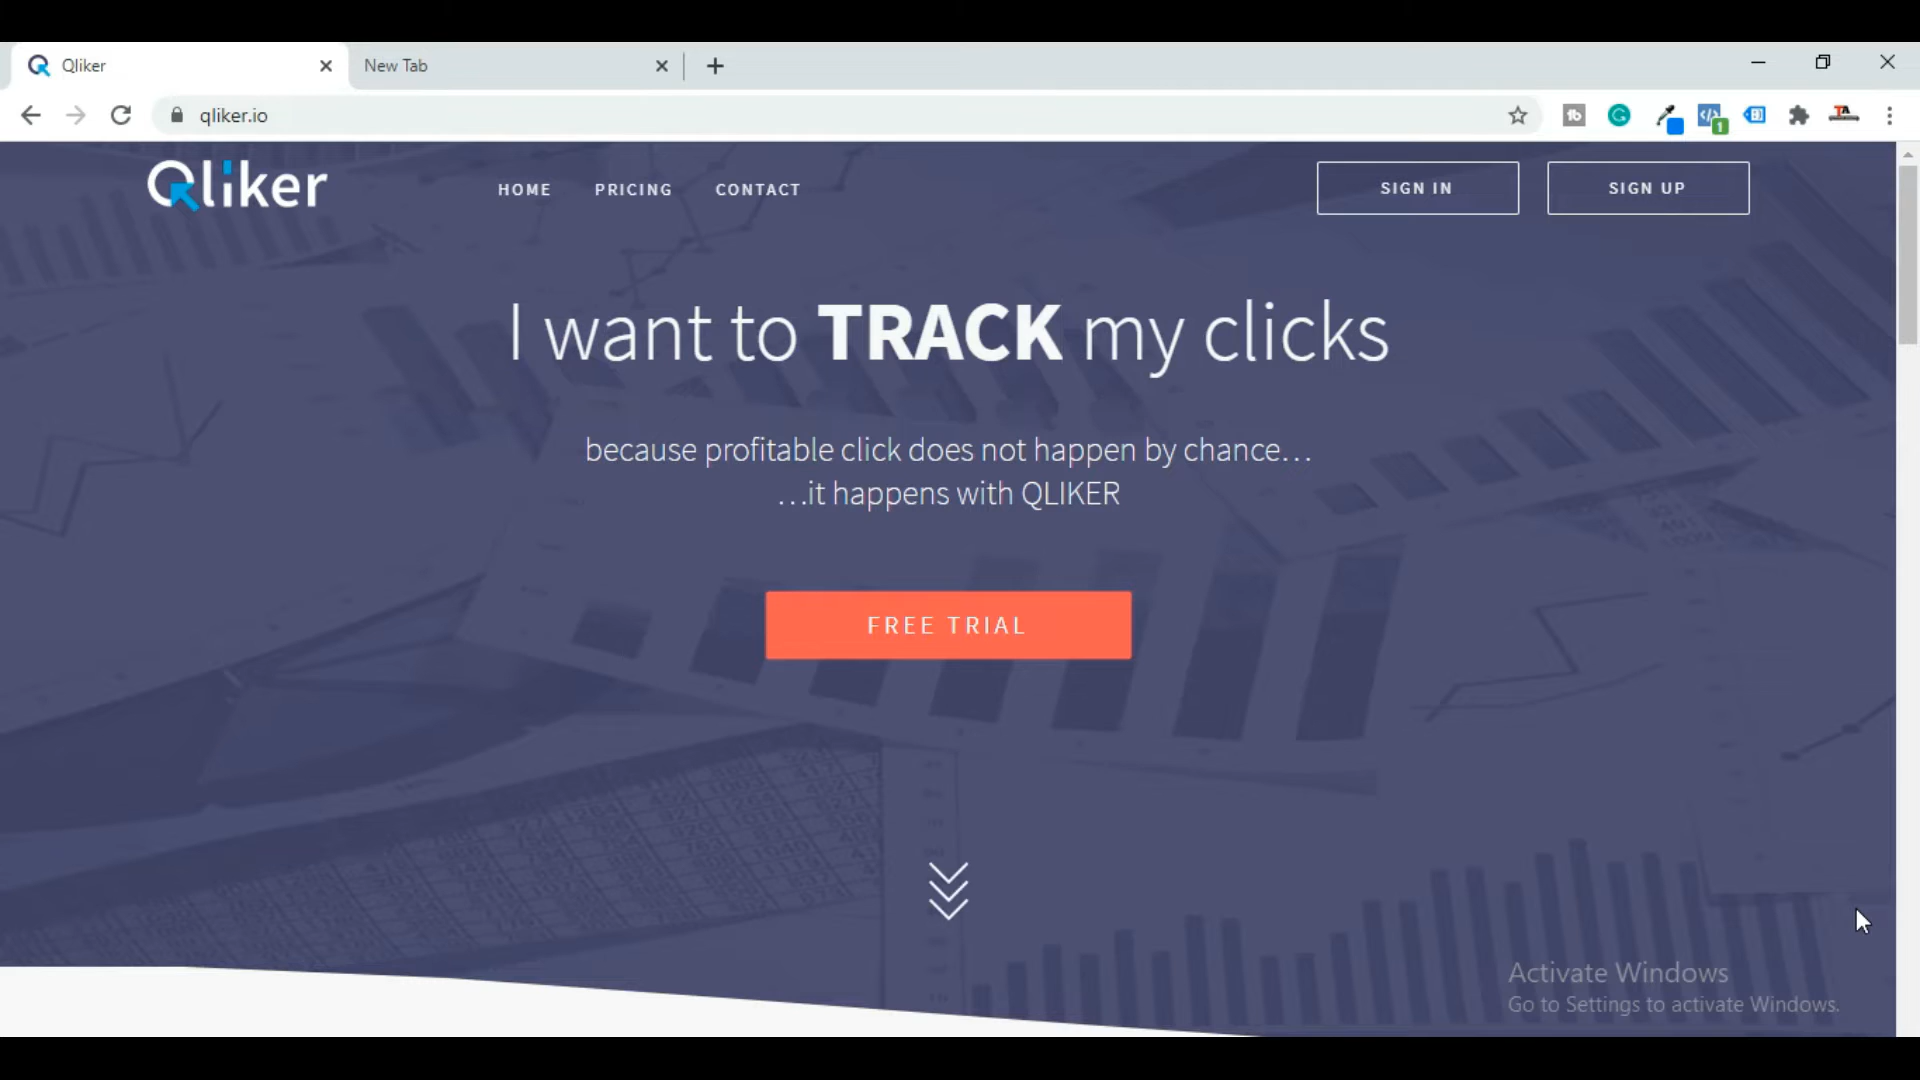 Qliker
New Tab
qliker.io
1
Qliker
HOME
PRICING
CONTACT
SIGN IN
SIGN UP
I want to TRACK my clicks
because profitable click does not happen by chance...
...it happens with QLIKER
FREE TRIAL
Activate Windows
Go to Settings to activate Windows.